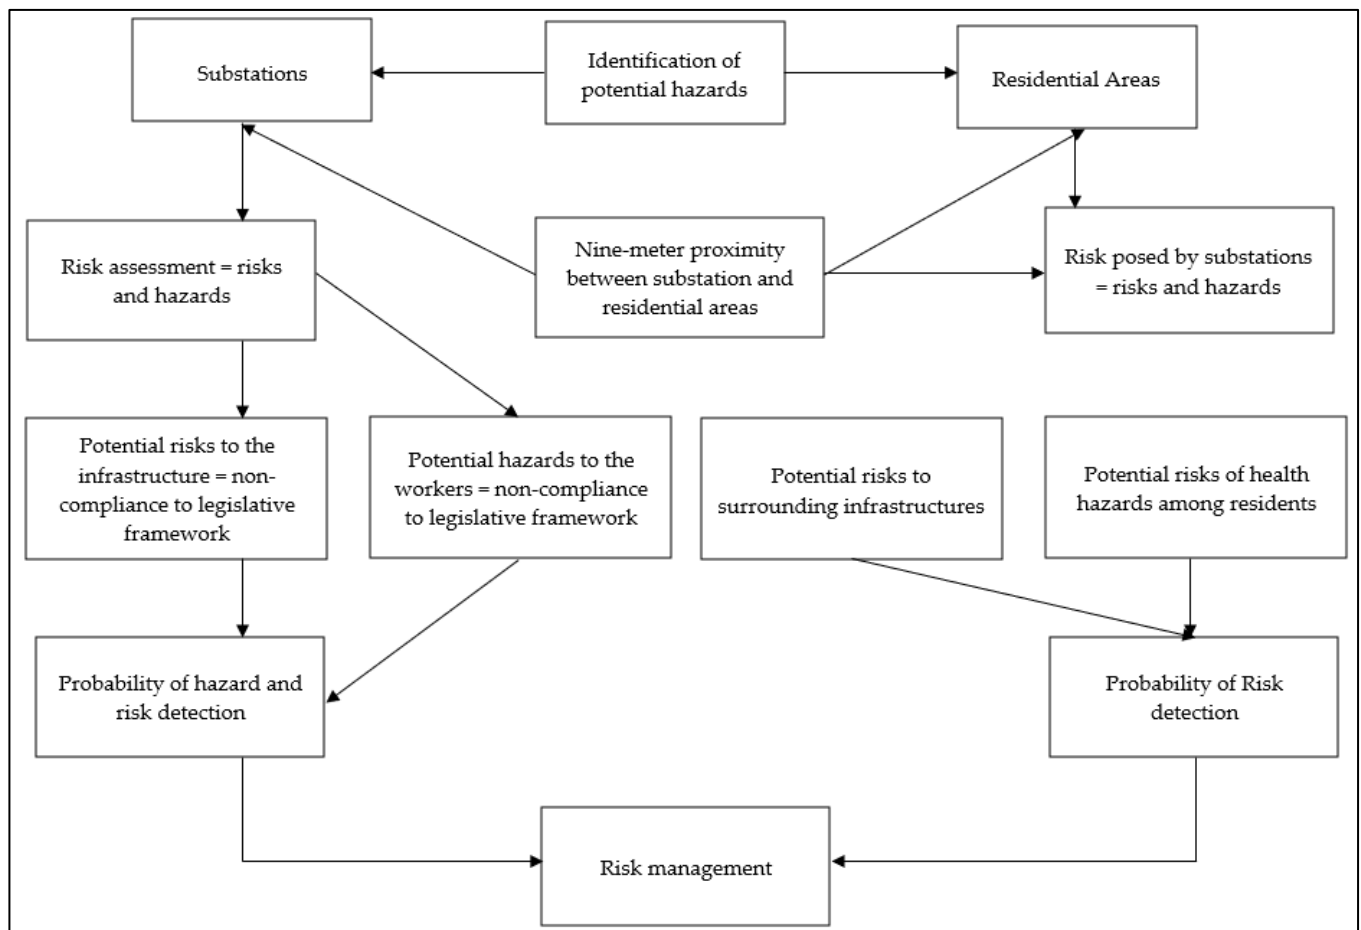 Substations
Identification of
potential hazards
Residential Areas
Risk assessment = risks
and hazards
Nine-meter proximity
between substation and
residential areas
Risk posed by substations
= risks and hazards
Potential risks to the
infrastructure = non-
compliance to legislative
framework
Potential hazards to the
workers = non-compliance
to legislative framework
Potential risks to
surrounding infrastructures
Potential risks of health
hazards among residents
Probability of hazard and
risk detection
Probability of Risk
detection
Risk management